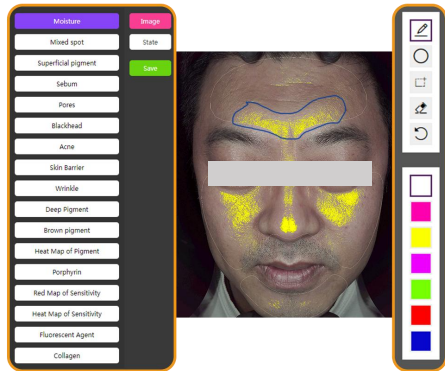 Moisture
Image
Mixed spot
State
Superficial pigment
Save
Sebum
Pores
Blackhead
Acne
Skin Barrier
Wrinkle
Deep Pigment
Brown pigment
Heat Map of Pigment
Porphyrin
Red Map of Sensitivity
Heat Map of Sensitivity
Fluorescent Agent
Collagen